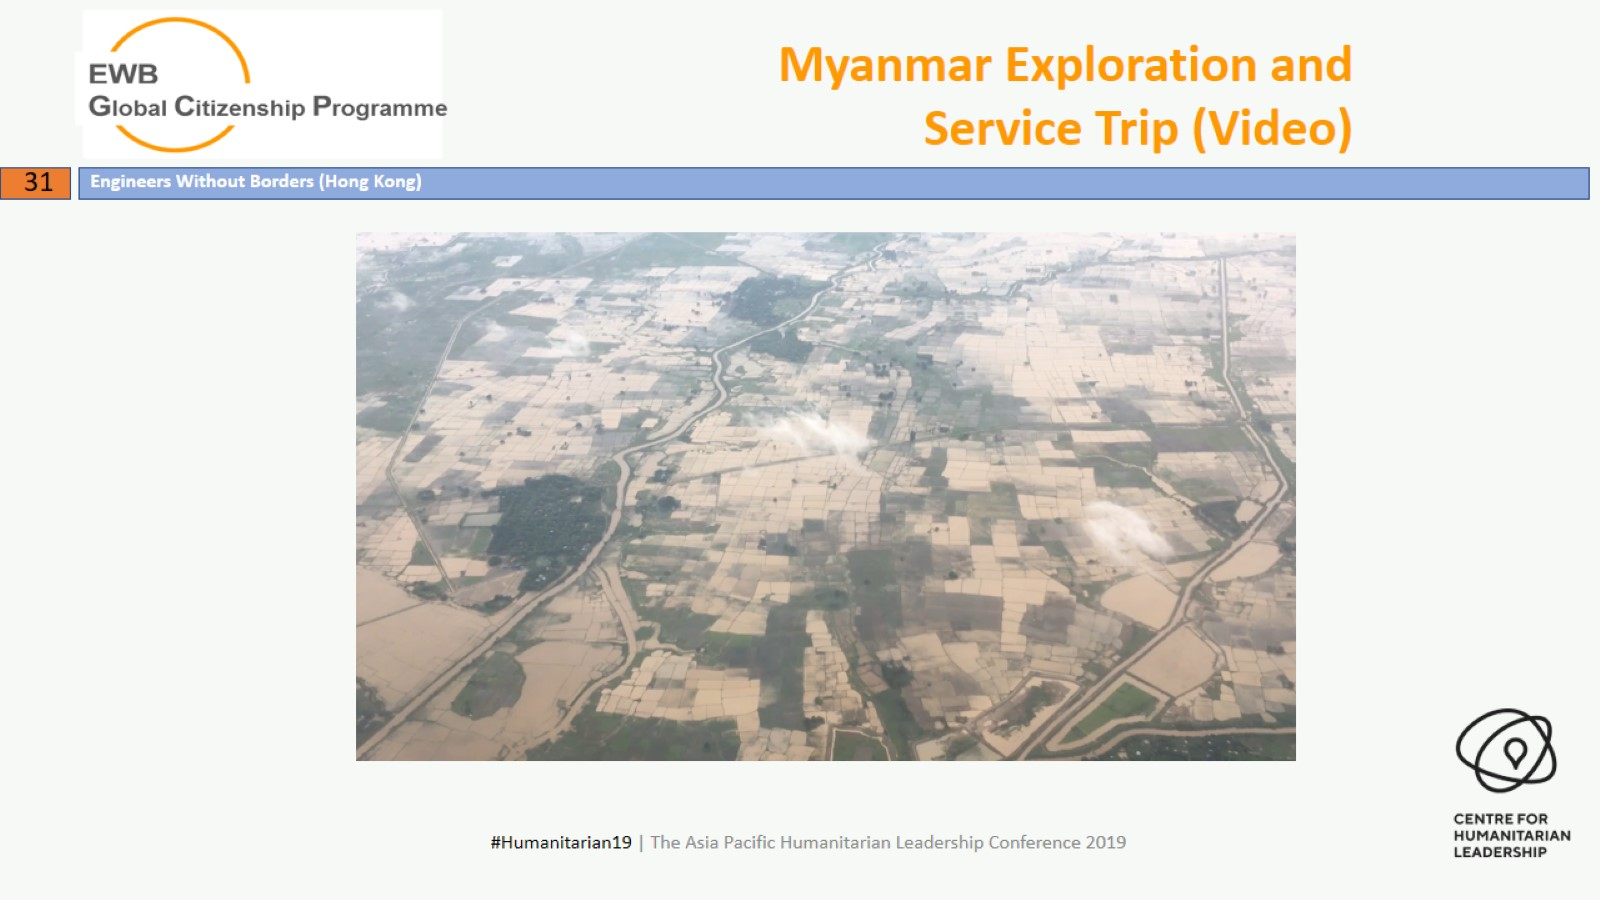 EWB
Global Citizenship Programme
Myanmar Exploration and
Service Trip (Video)
31
Engineers Without Borders (Hong Kong)
#Humanitarian19 | The Asia Pacific Humanitarian Leadership Conference 2019
CENTRE FOR
HUMANITARIAN
LEADERSHIP